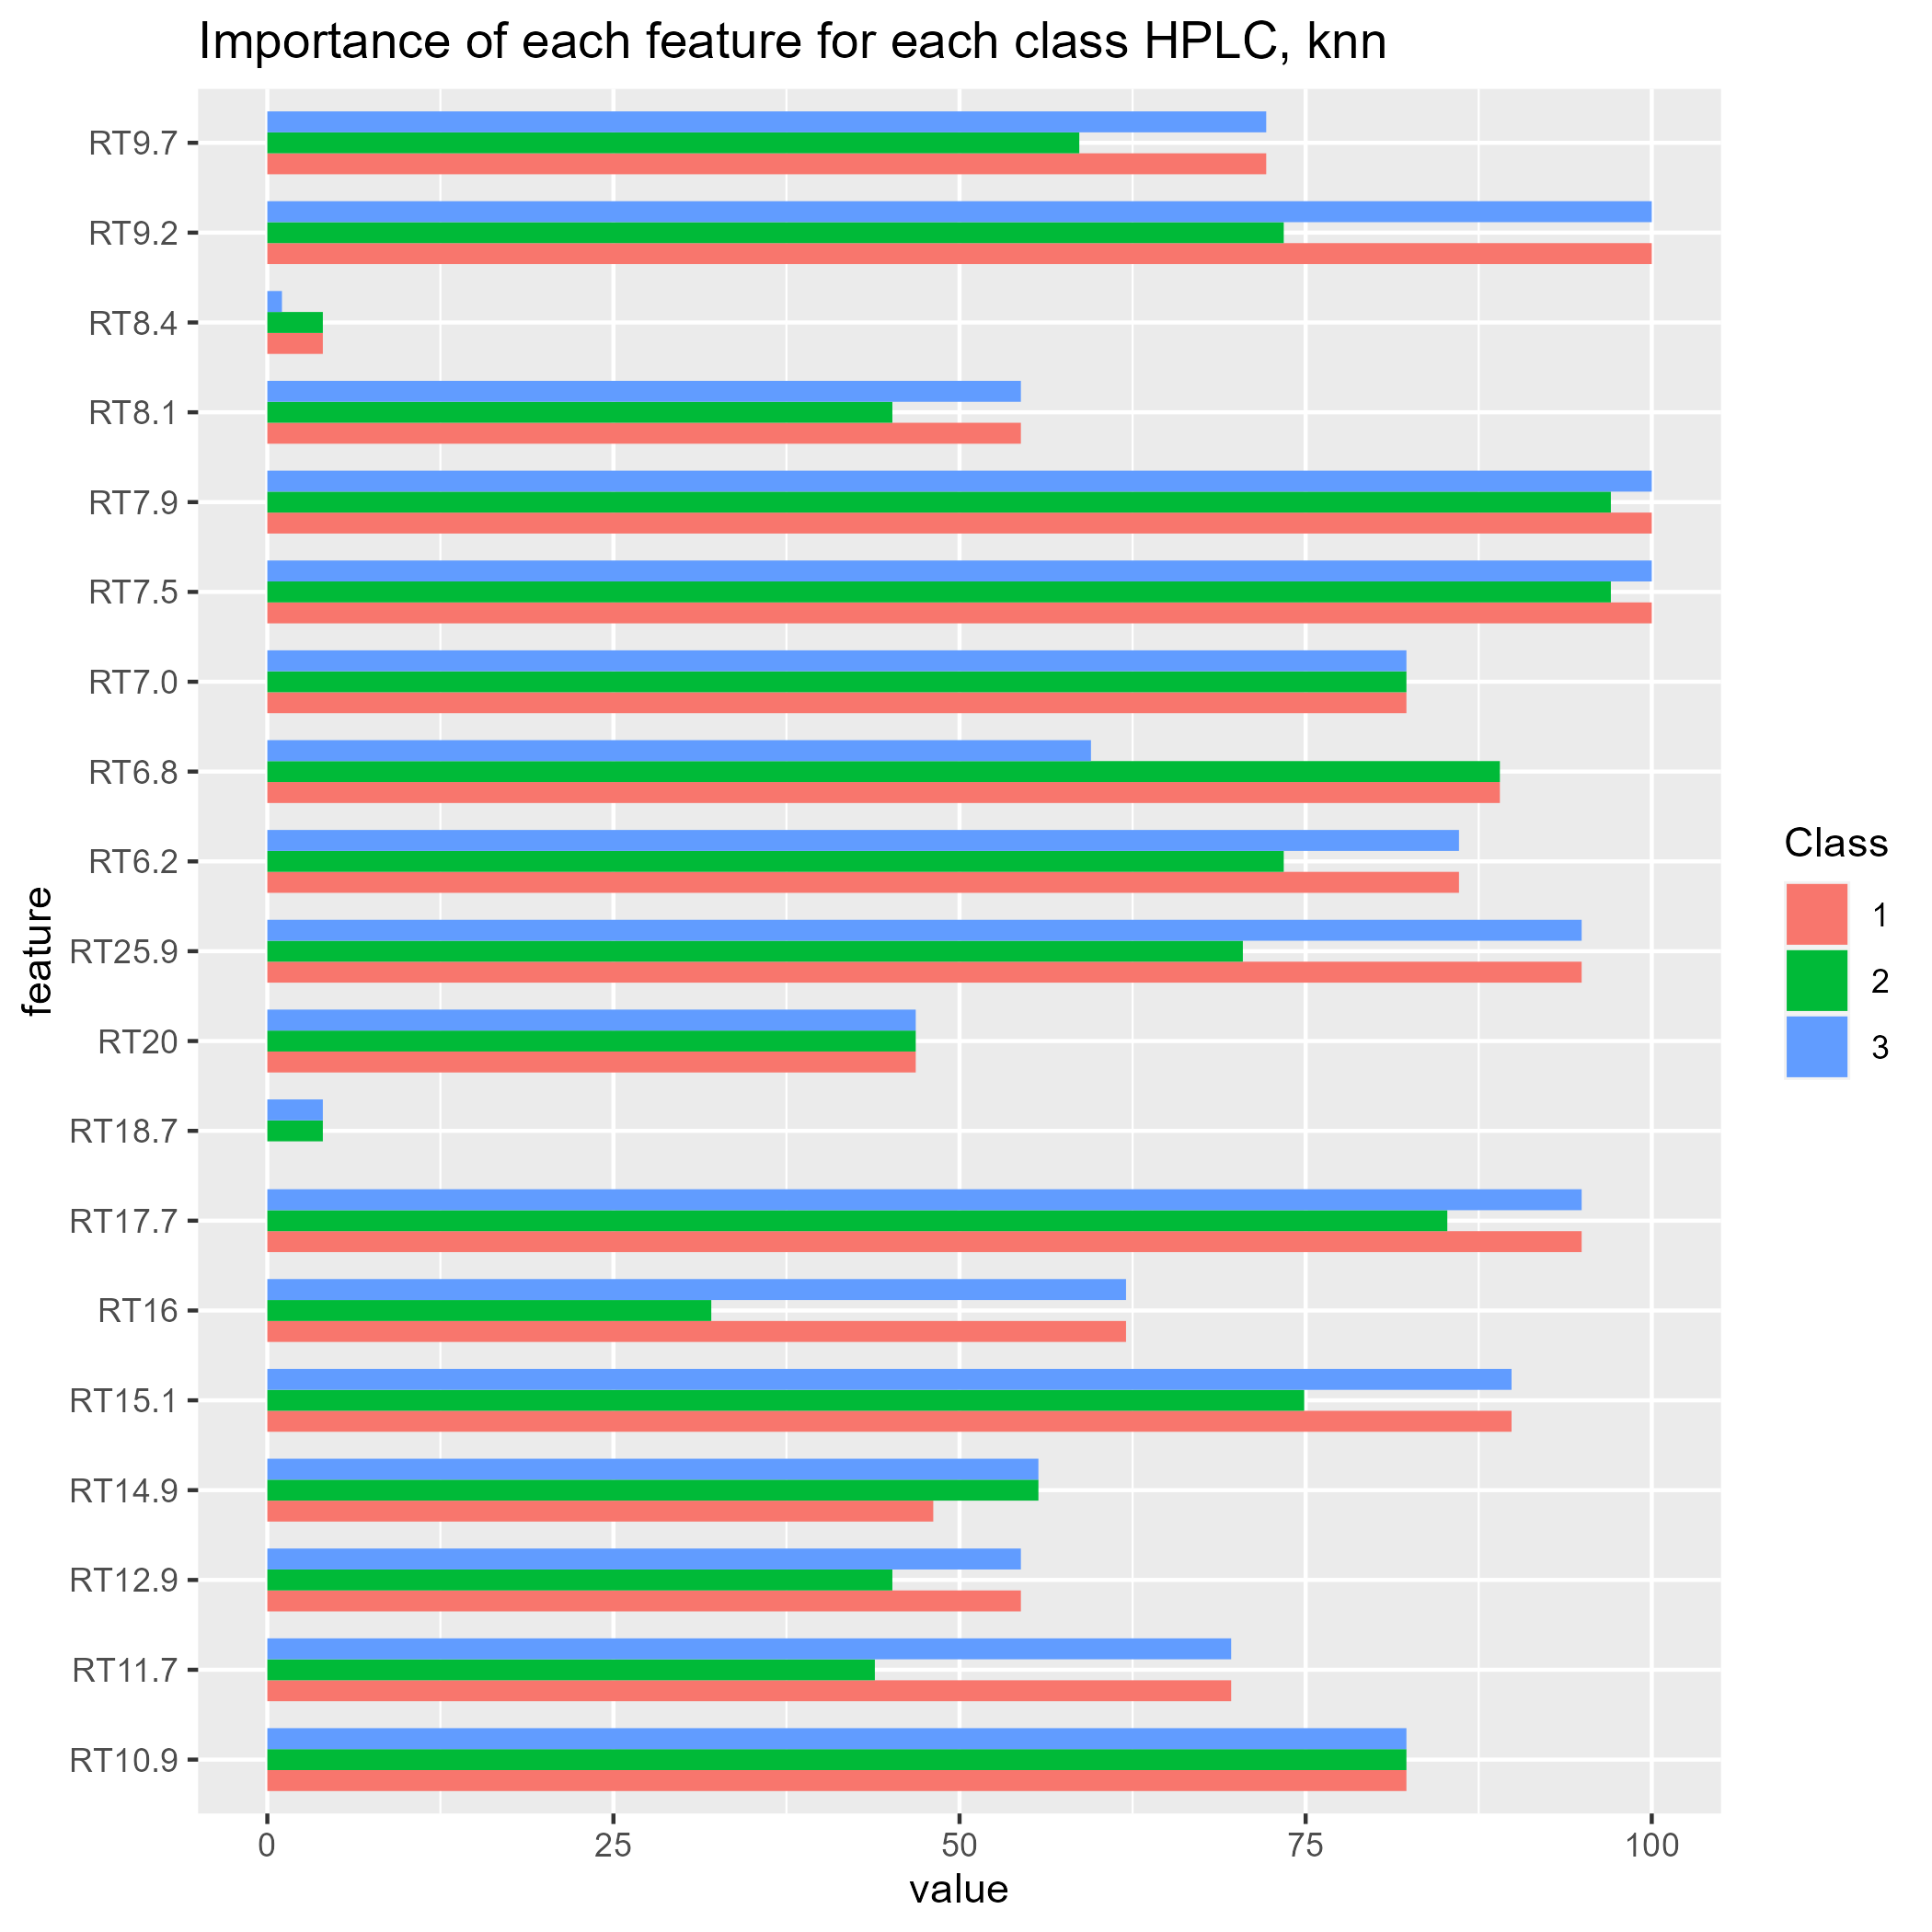 Importance of each feature for each class HPLC, knn
RT9.7
RT9.2
RT8.4
RT8.1
RT7.9
RT7.5
RT7.0
RT6.8
RT6.2
RT25.9
RT20
RT18.7
RT17.7
RT16
RT15.1
RT14.9
RT12.9
RT11.7
RT10.9
feature
0 25 50 75 100
value
Class
1
2
3